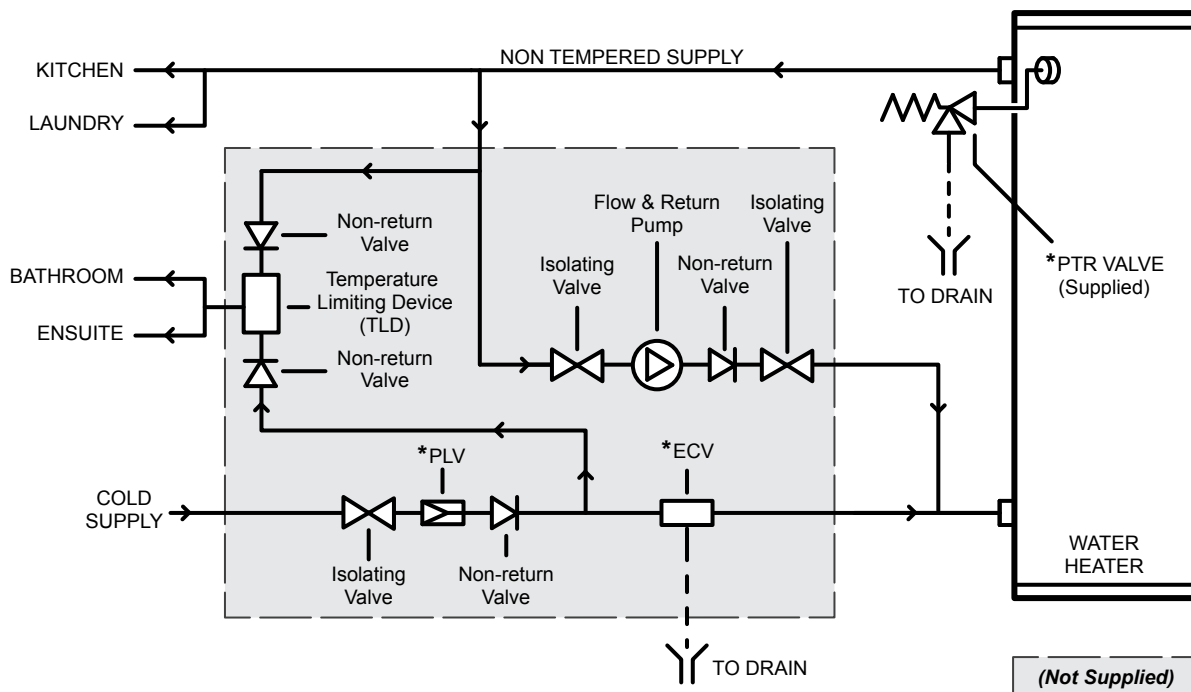 NON TEMPERED SUPPLY
KITCHEN
LAUNDRY
Non-return
Valve
Flow & Return
Pump
Isolating
Valve
Isolating
Valve
Non-return
Valve
*PTR VALVE
(Supplied)
TO DRAIN
BATHROOM
ENSUITE
Temperature
Limiting Device
(TLD)
Non-return
Valve
*PLV
*ECV
COLD
SUPPLY
Isolating
Valve
Non-return
Valve
WATER
HEATER
TO DRAIN
(Not Supplied)